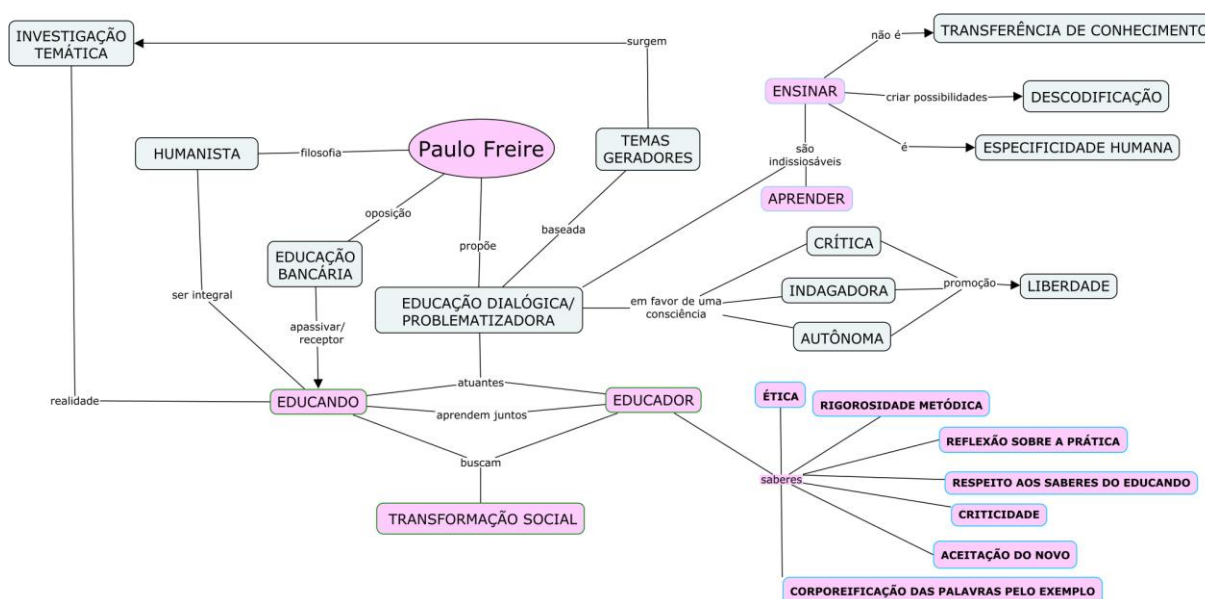 INVESTIGAÇÃO
TEMÁTICA
surgem
não é
TRANSFERÊNCIA DE CONHECIMENTO
ENSINAR
criar possibilidades
DESCODIFICAÇÃO
é
ESPECIFICIDADE HUMANA
são
indissiosáveis
APRENDER
HUMANISTA
filosofia
Paulo Freire
TEMAS
GERADORES
oposição
propõe
baseada
EDUCAÇÃO
BANCÁRIA
ser integral
apassivar/
receptor
EDUCAÇÃO DIALÓGICA/
PROBLEMATIZADORA
em favor de uma
consciência
CRÍTICA
INDAGADORA
AUTÔNOMA
promoção
LIBERDADE
realidade
EDUCANDO
atuantes
aprendem juntos
EDUCADOR
buscam
TRANSFORMAÇÃO SOCIAL
saberes
ÉTICA
RIGOROSIDADE METÓDICA
REFLEXÃO SOBRE A PRÁTICA
RESPEITO AOS SABERES DO EDUCANDO
CRITICIDADE
ACEITAÇÃO DO NOVO
CORPOREIFICAÇÃO DAS PALAVRAS PELO EXEMPLO